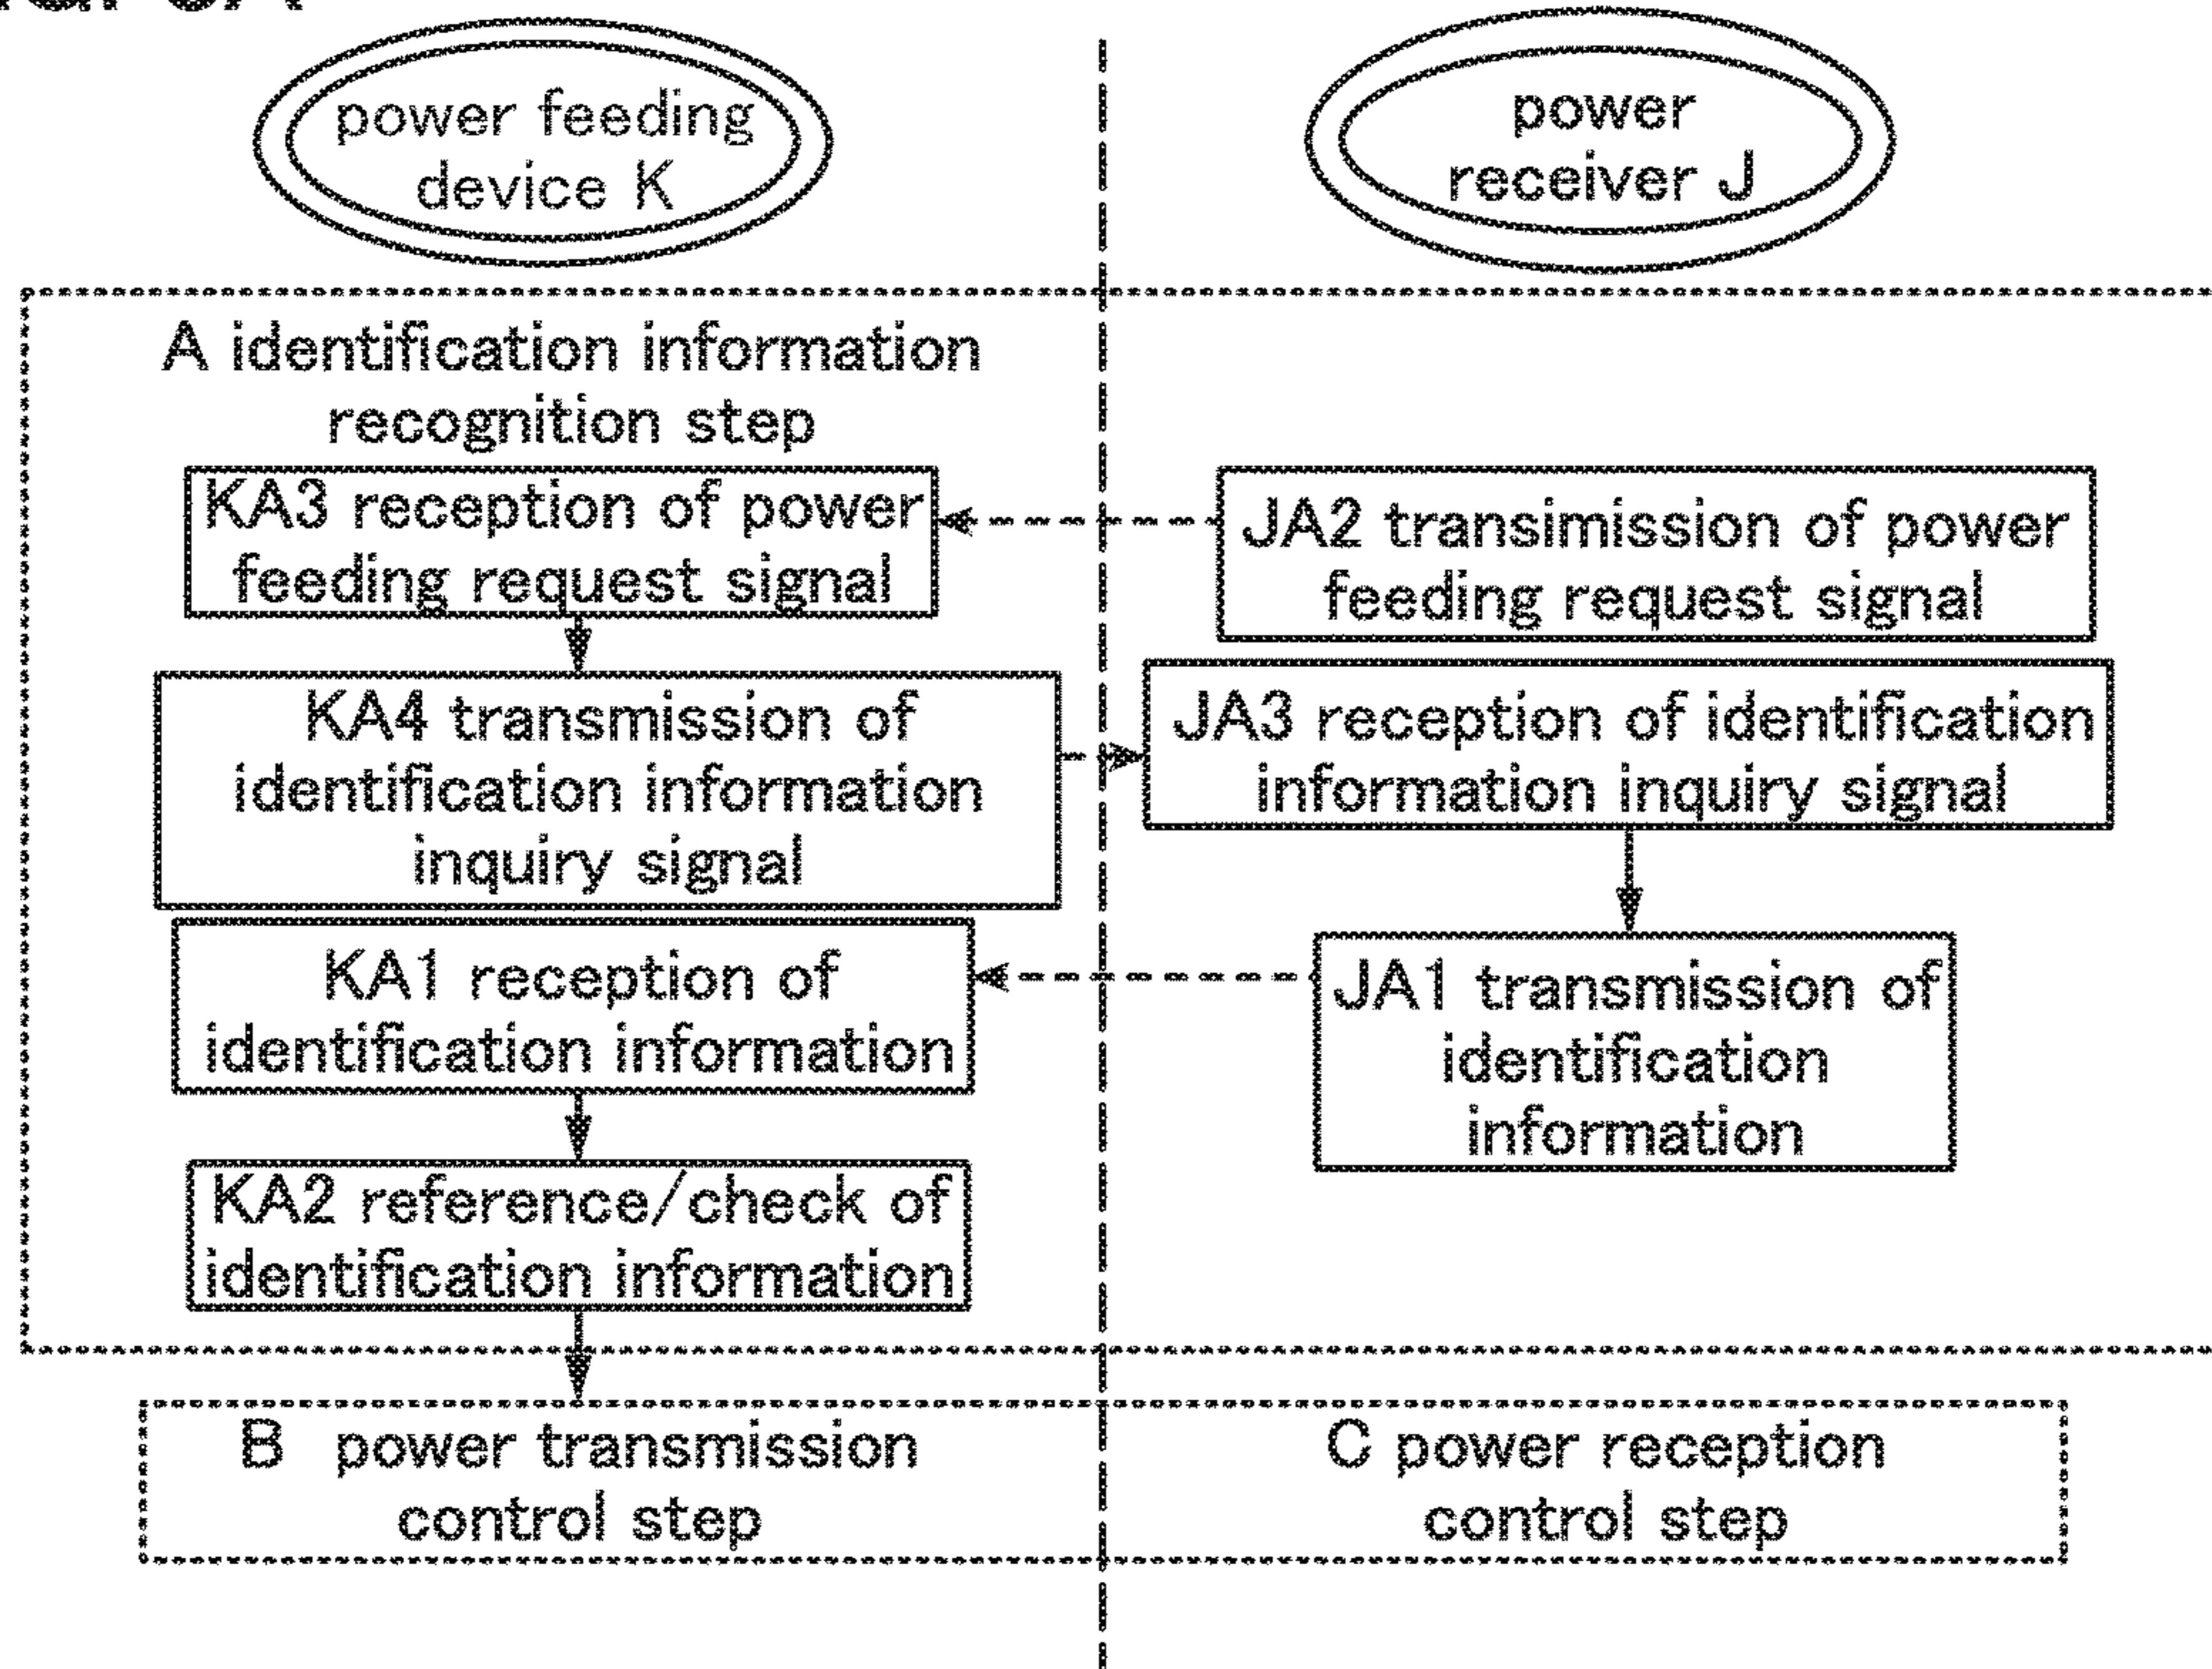 power feeding
device K
power
receiver J
A identification information
recognition step
KA3 reception of power
feeding request signal
JA2 transimission of power
feeding request signal
KA4 transmission of
identification information
inquiry signal
JA3 reception of identification
information inquiry signal
KA1 reception of
identification information
JA1 transmission of
identification
information
KA2 reference/check of
identification information
B power transmission
control step
C power reception
control step